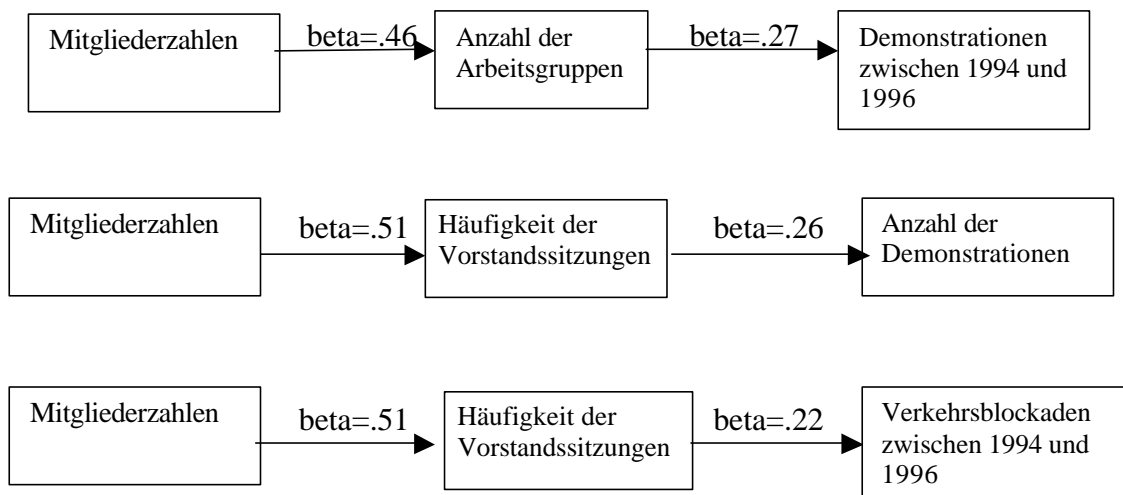 Mitgliederzahlen
beta=.46
Anzahl der
Arbeitsgruppen
beta=.27
Demonstrationen
zwischen 1994 und
1996
Mitgliederzahlen
beta=.51
Häufigkeit der
Vorstandssitzungen
beta=.26
Anzahl der
Demonstrationen
Mitgliederzahlen
beta=.51
Häufigkeit der
Vorstandssitzungen
beta=.22
Verkehrsblockaden
zwischen 1994 und
1996